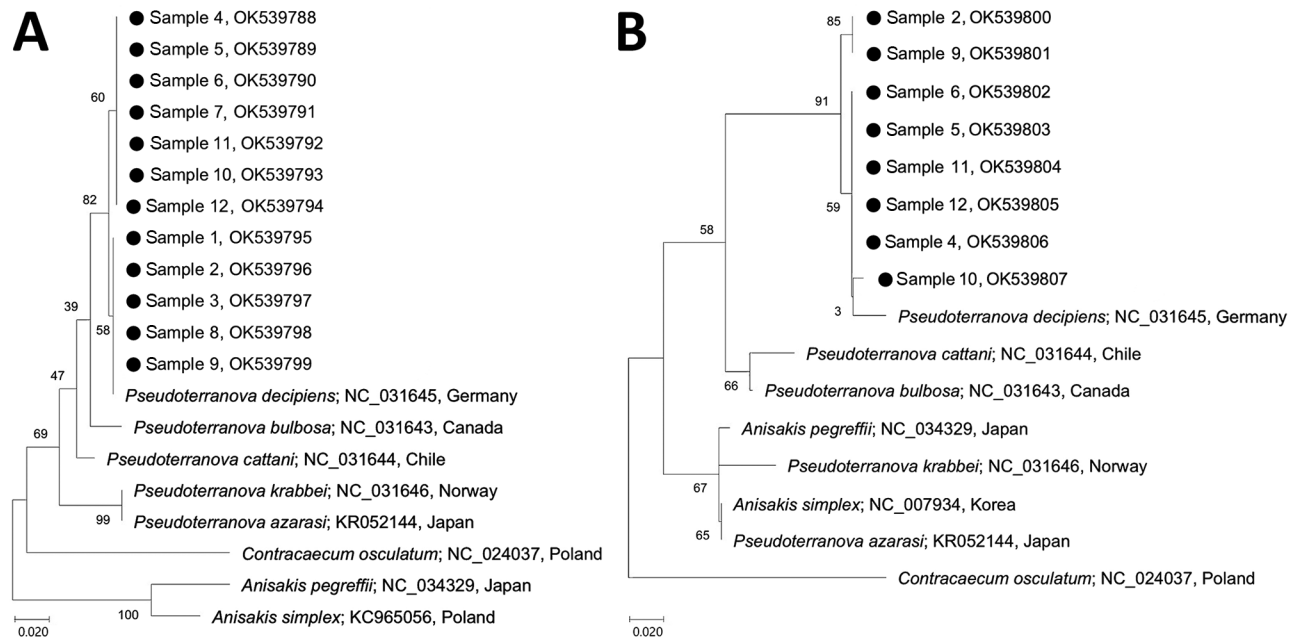 A
Sample 4, OK539788
Sample 5, OK539789
60
Sample 6, OK539790
Sample 7, OK539791
Sample 11, OK539792
Sample 10, OK539793
82
Sample 12, OK539794
Sample 1, OK539795
Sample 2, OK539796
39
Sample 3, OK539797
58
Sample 8, OK539798
Sample 9, OK539799
47
Pseudoterranova decipiens; NC_031645, Germany
69
Pseudoterranova bulbosa; NC_031643, Canada
Pseudoterranova cattani; NC_031644, Chile
Pseudoterranova krabbei; NC_031646, Norway
99
Pseudoterranova azarasi; KR052144, Japan
Contracaecum osculatum; NC_024037, Poland
Anisakis pegreffii; NC_034329, Japan
100
Anisakis simplex; KC965056, Poland
0.020
B
85
Sample 2, OK539800
Sample 9, OK539801
91
Sample 6, OK539802
Sample 5, OK539803
Sample 11, OK539804
59
Sample 12, OK539805
58
Sample 4, OK539806
Sample 10, OK539807
3
Pseudoterranova decipiens; NC_031645, Germany
Pseudoterranova cattani; NC_031644, Chile
66
Pseudoterranova bulbosa; NC_031643, Canada
Anisakis pegreffii; NC_034329, Japan
Pseudoterranova krabbei; NC_031646, Norway
67
Anisakis simplex; NC_007934, Korea
65
Pseudoterranova azarasi; KR052144, Japan
Contracaecum osculatum; NC_024037, Poland
0.020